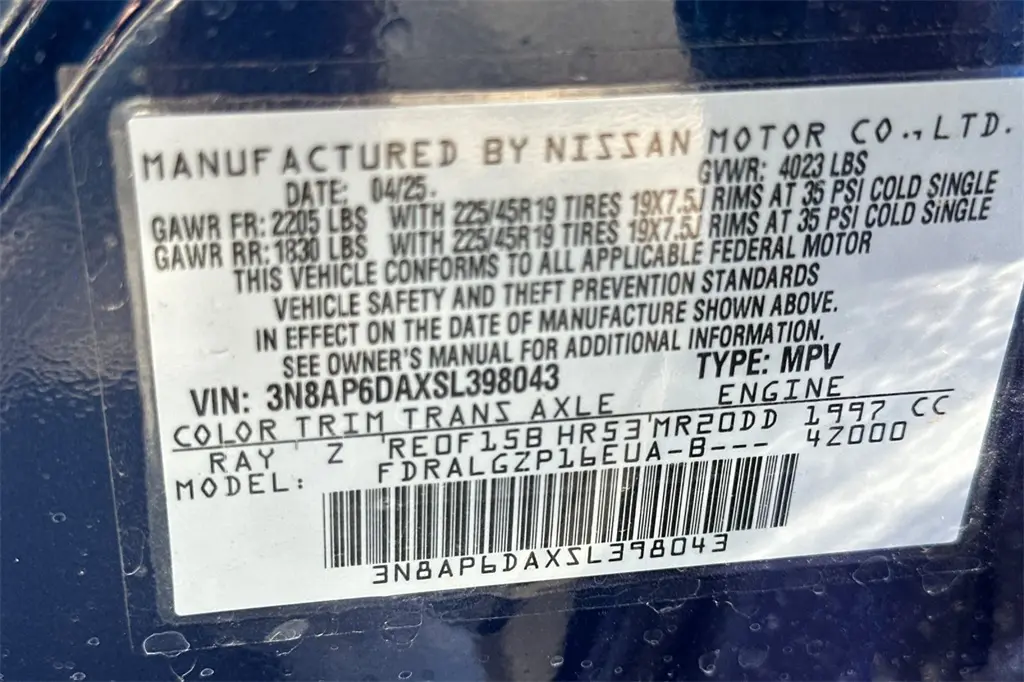 MANUFACTURED BY NISSAN MOTOR CO., LTD.
DATE: 04/25. GVWR: 4023 LBS
GAWR FR: 2205 LBS WITH 225/45R19 TIRES 19X7.5J RIMS AT 35 PSI COLD SINGLE
GAWR RR: 1830 LBS WITH 225/45R19 TIRES 19X7.5J RIMS AT 35 PSI COLD SINGLE
THIS VEHICLE CONFORMS TO ALL APPLICABLE FEDERAL MOTOR
VEHICLE SAFETY AND THEFT PREVENTION STANDARDS
IN EFFECT ON THE DATE OF MANUFACTURE SHOWN ABOVE.
SEE OWNER'S MANUAL FOR ADDITIONAL INFORMATION.
VIN: 3N8AP6DAXSL398043 TYPE: MPV
COLOR TRIM TRANS AXLE ENGINE
RAY Z RE0F15B HR53 MR20DD 1997 CC
MODEL: FDRALGZP16EUA-B--- 42000
3N8AP6DAXSL398043